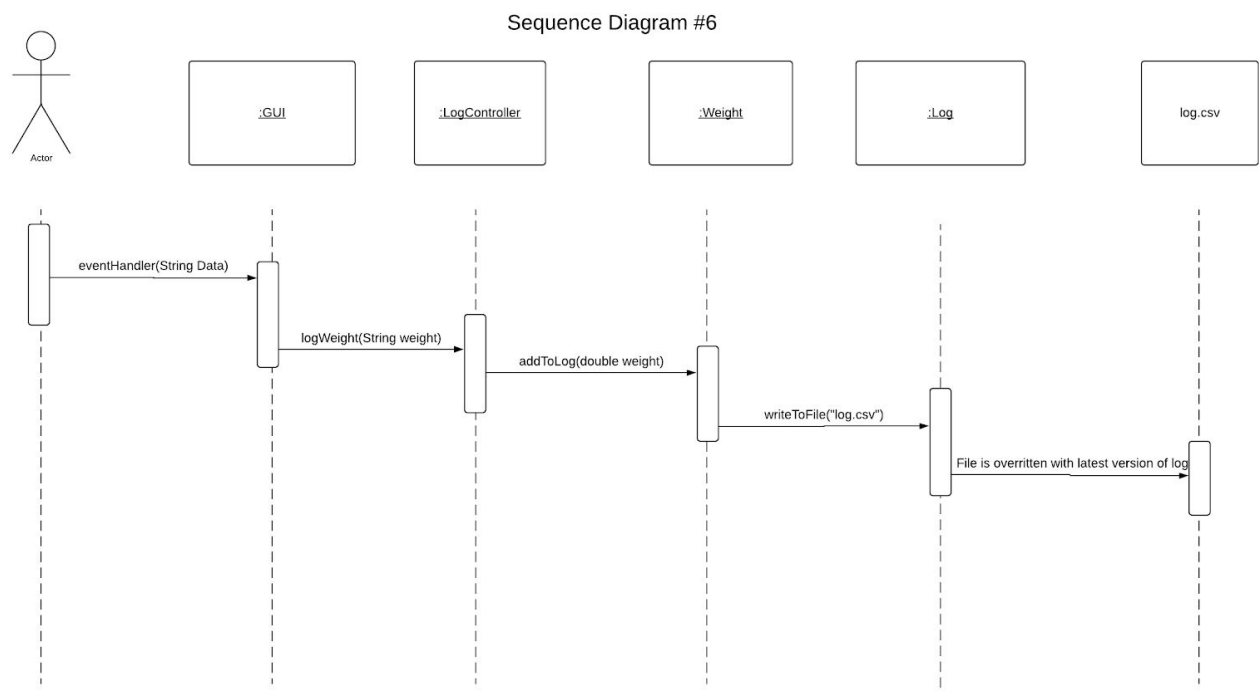 Sequence Diagram #6
Actor
:GUI
:LogController
:Weight
:Log
log.csv
eventHandler(String Data)
logWeight(String weight)
addToLog(double weight)
writeToFile("log.csv")
File is overritten with latest version of log